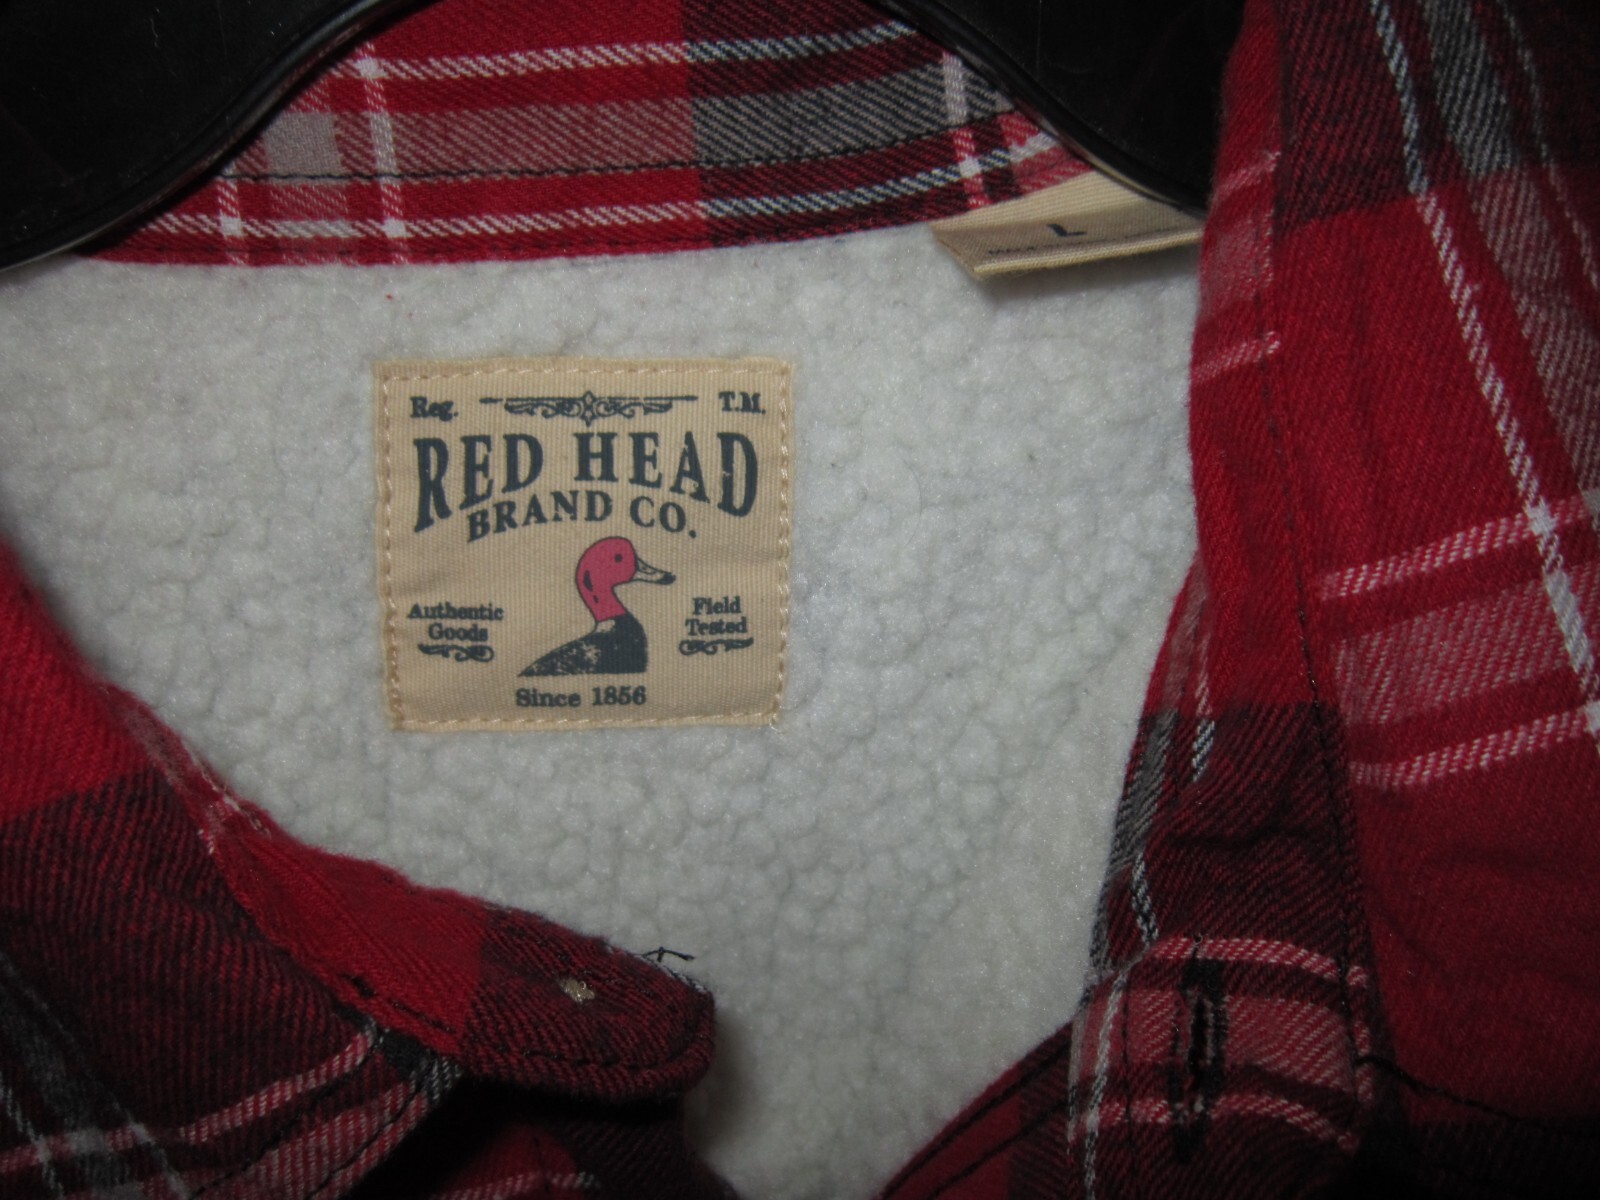 L
Reg. T.M.
RED HEAD
BRAND CO.
Authentic
Goods
Field
Tested
Since 1856